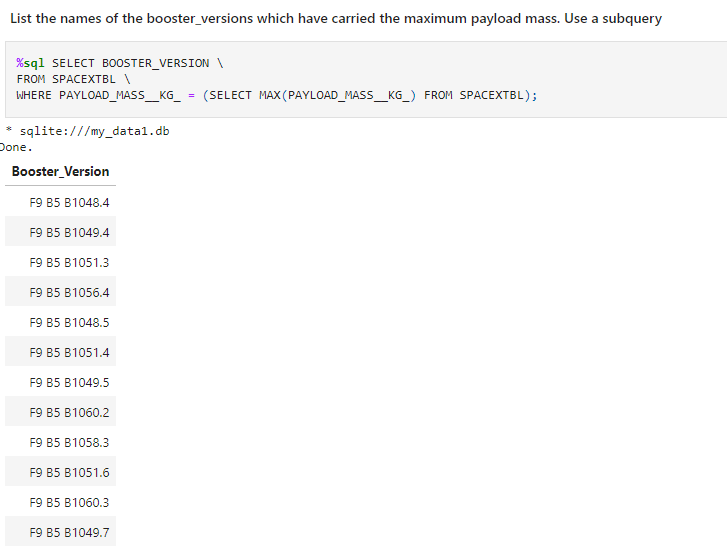 List the names of the booster_versions which have carried the maximum payload mass. Use a subquery
%sql SELECT BOOSTER_VERSION \
FROM SPACEXTBL \
WHERE PAYLOAD_MASS__KG_ = (SELECT MAX(PAYLOAD_MASS__KG_) FROM SPACEXTBL);
* sqlite:///my_data1.db
Done.
Booster_Version
F9 B5 B1048.4
F9 B5 B1049.4
F9 B5 B1051.3
F9 B5 B1056.4
F9 B5 B1048.5
F9 B5 B1051.4
F9 B5 B1049.5
F9 B5 B1060.2
F9 B5 B1058.3
F9 B5 B1051.6
F9 B5 B1060.3
F9 B5 B1049.7